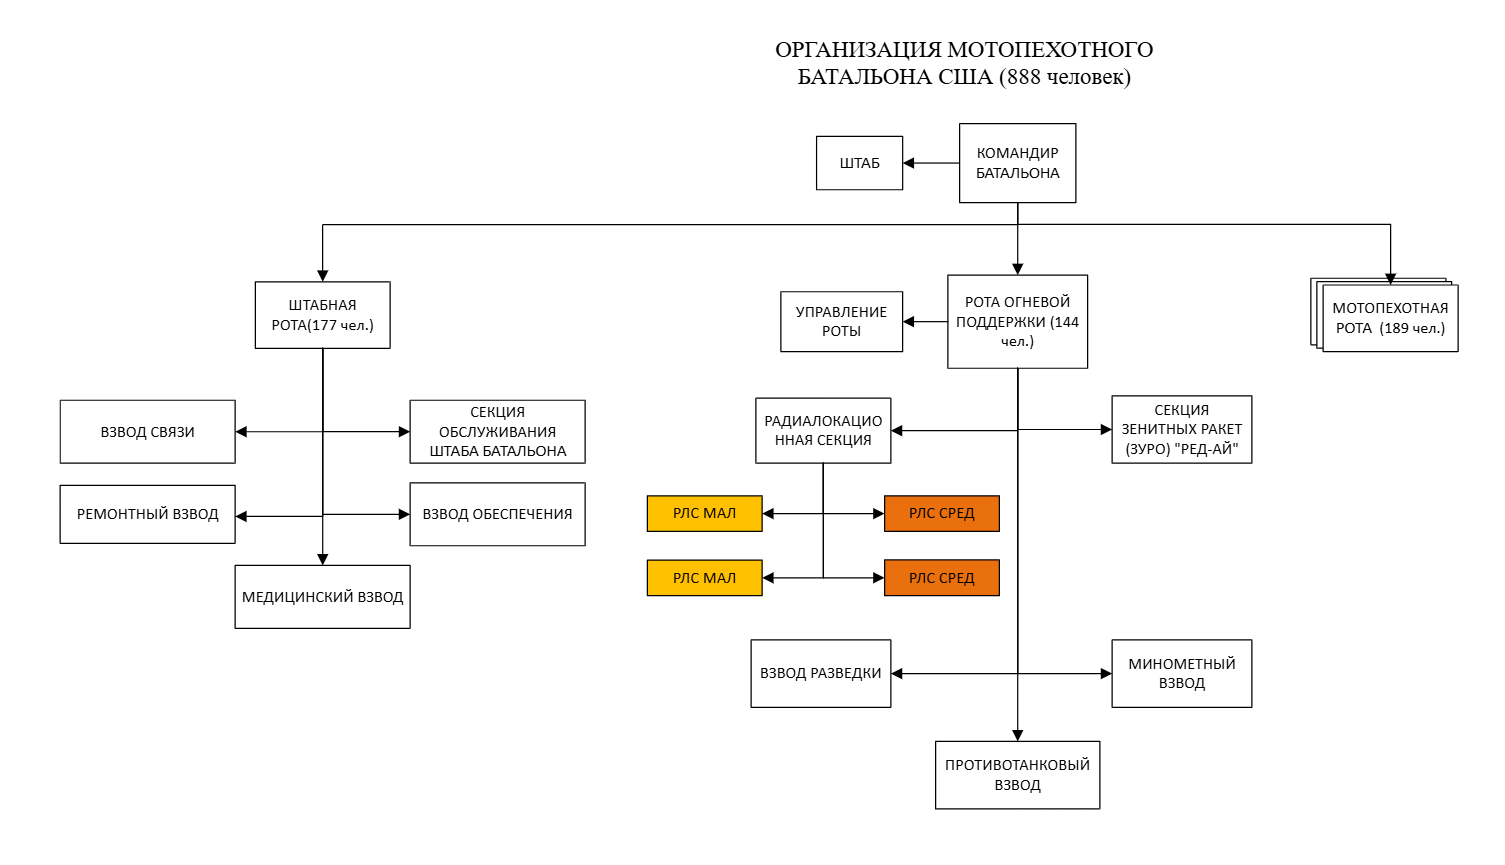 ОРГАНИЗАЦИЯ МОТОПЕХОТНОГО
БАТАЛЬОНА США (888 человек)
ШТАБ
КОМАНДИР
БАТАЛЬОНА
ШТАБНАЯ
РОТА(177 чел.)
УПРАВЛЕНИЕ
РОТЫ
РОТА ОГНЕВОЙ
ПОДДЕРЖКИ (144
чел.)
МОТОПЕХОТНАЯ
РОТА (189 чел.)
ВЗВОД СВЯЗИ
СЕКЦИЯ
ОБСЛУЖИВАНИЯ
ШТАБА БАТАЛЬОНА
РЕМОНТНЫЙ ВЗВОД
ВЗВОД ОБЕСПЕЧЕНИЯ
МЕДИЦИНСКИЙ ВЗВОД
РАДИАЛОКАЦИО
ННАЯ СЕКЦИЯ
СЕКЦИЯ
ЗЕНИТНЫХ РАКЕТ
(ЗУРО) "РЕД-АЙ"
РЛС МАЛ
РЛС СРЕД
РЛС МАЛ
РЛС СРЕД
ВЗВОД РАЗВЕДКИ
МИНОМЕТНЫЙ
ВЗВОД
ПРОТИВОТАНКОВЫЙ
ВЗВОД